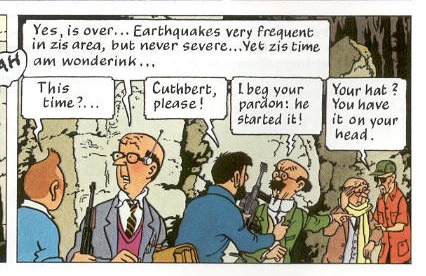 Yes, is over... Earthquakes very frequent
in zis area, but never severe...Yet zis time
am wonderink...
AH
This
time?...
Cuthbert,
please!
I beg your
pardon: he
started it!
Your hat?
You have
it on your
head.